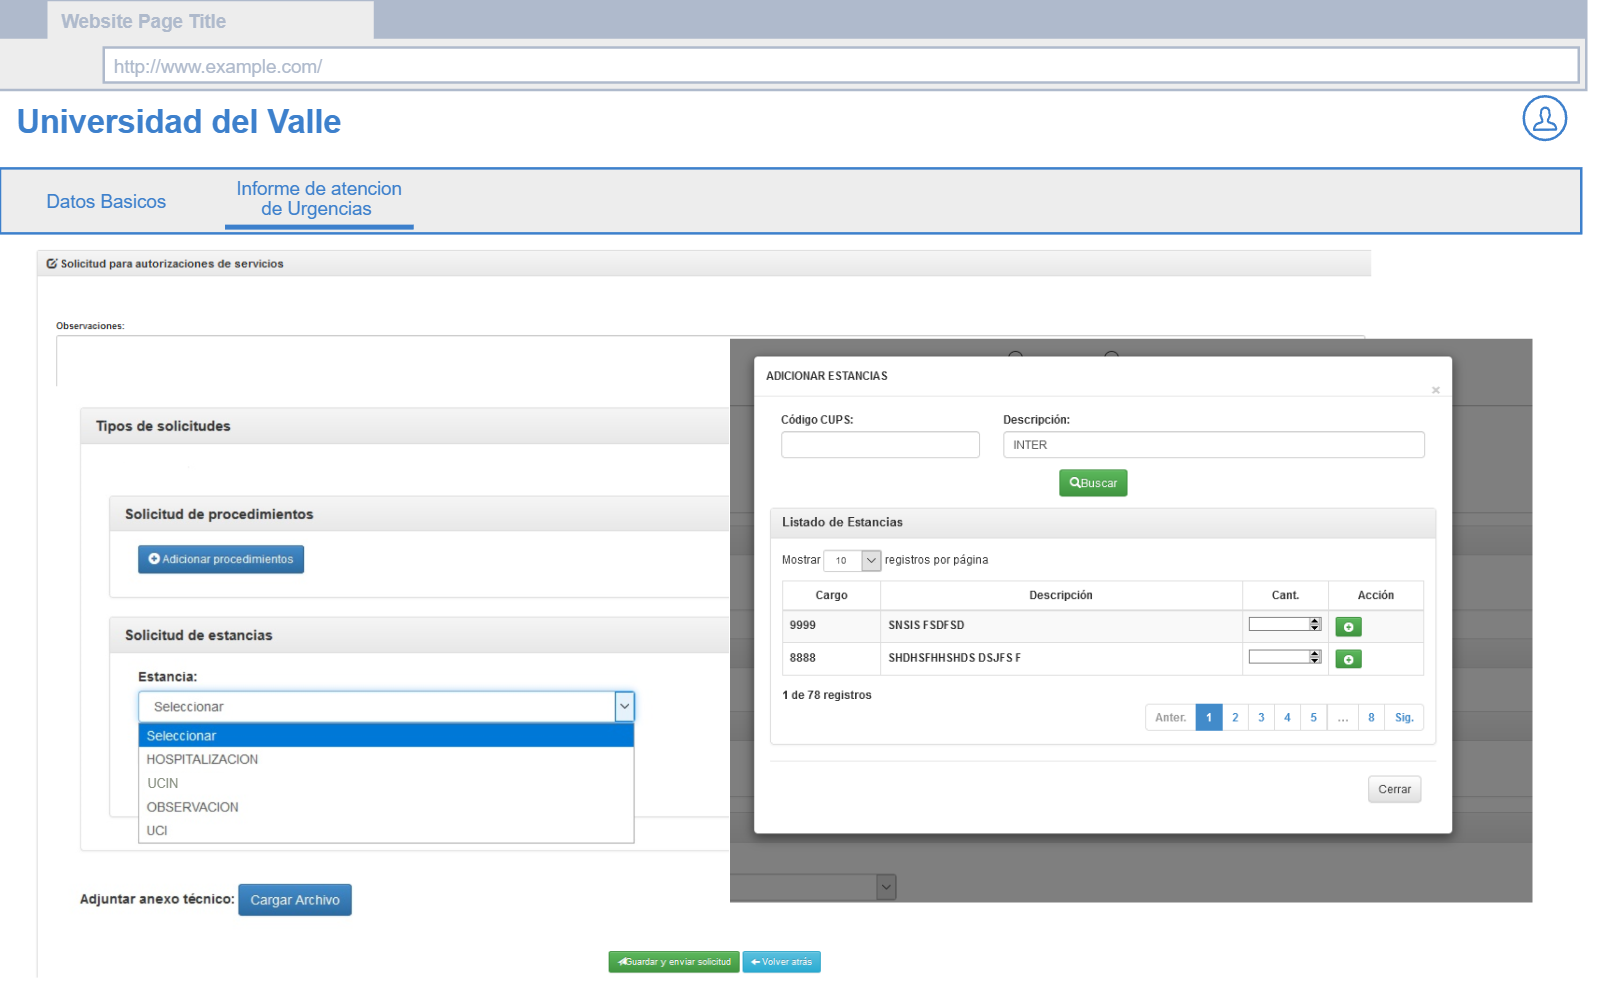 Website Page Title
http://www.example.com/
Universidad del Valle
Datos Basicos
Informe de atencion
de Urgencias
Solicitud para autorizaciones de servicios
Observaciones:
Tipos de solicitudes
Solicitud de procedimientos
Adicionar procedimientos
Solicitud de estancias
Estancia:
Seleccionar
Seleccionar
HOSPITALIZACION
UCIN
OBSERVACION
UCI
Adjuntar anexo técnico: Cargar Archivo
Guardar y enviar solicitud Volver atrás
ADICIONAR ESTANCIAS
×
Código CUPS: Descripción:
INTER
Buscar
Listado de Estancias
Mostrar 10 registros por página
Cargo Descripción Cant. Acción
9999 SNSIS FSDFSD
8888 SHDHSFHHSHDS DSJFS F
1 de 78 registros
Anter. 1 2 3 4 5 ... 8 Sig.
Cerrar